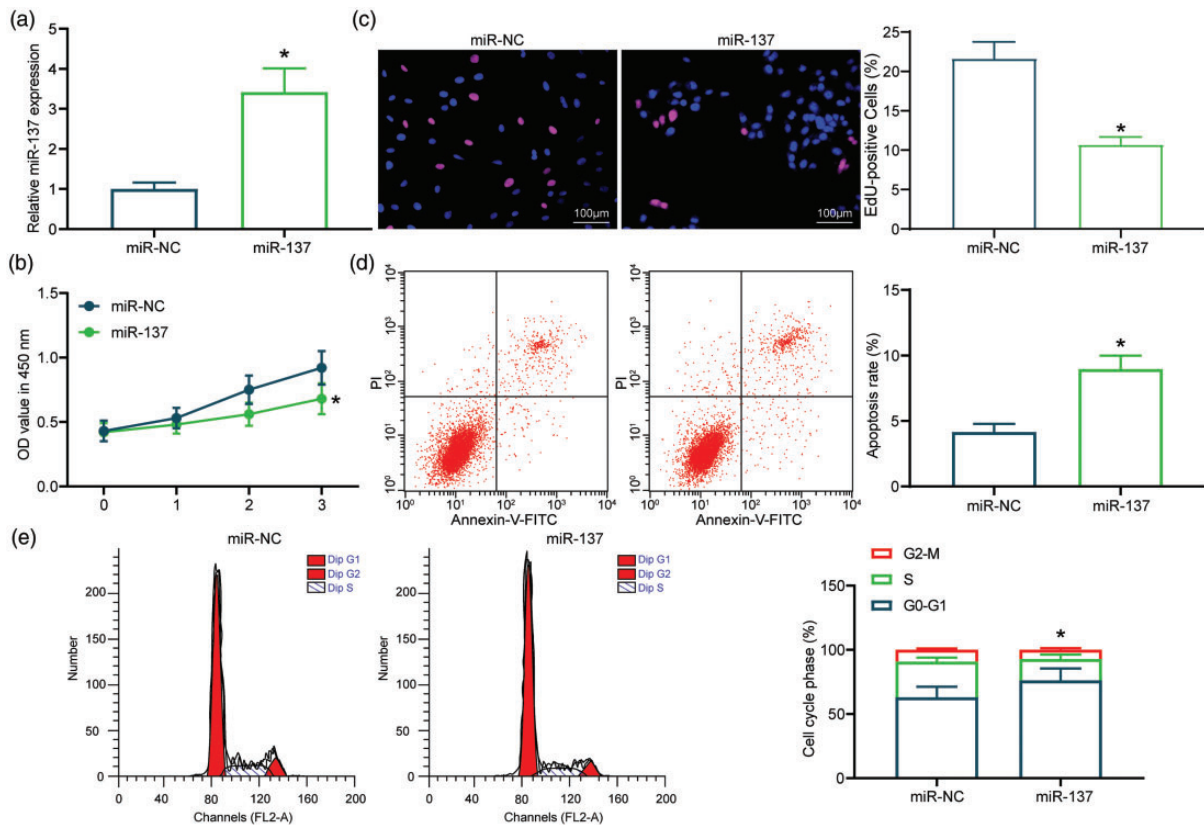 (a)
Relative miR-137 expression
5
4
3
2
1
0
*
miR-NC
miR-137
(c)
miR-NC
miR-137
100μm
100μm
EdU-positive Cells (%)
25
20
15
10
5
0
*
miR-NC
miR-137
(b)
OD value in 450 nm
1.5
1.0
0.5
0.0
miR-NC
miR-137
*
0
1
2
3
(d)
PI
10⁴
10³
10²
10¹
10⁰
10⁰
10¹
10²
10³
10⁴
Annexin-V-FITC
PI
10⁴
10³
10²
10¹
10⁰
10⁰
10¹
10²
10³
10⁴
Annexin-V-FITC
Apoptosis rate (%)
15
10
5
0
*
miR-NC
miR-137
(e)
miR-NC
Dip G1
Dip G2
Dip S
Number
200
150
100
50
0
0
40
80
120
160
200
Channels (FL2-A)
miR-137
Dip G1
Dip G2
Dip S
Number
200
150
100
50
0
0
40
80
120
160
200
Channels (FL2-A)
G2-M
S
G0-G1
Cell cycle phase (%)
150
100
50
0
*
miR-NC
miR-137